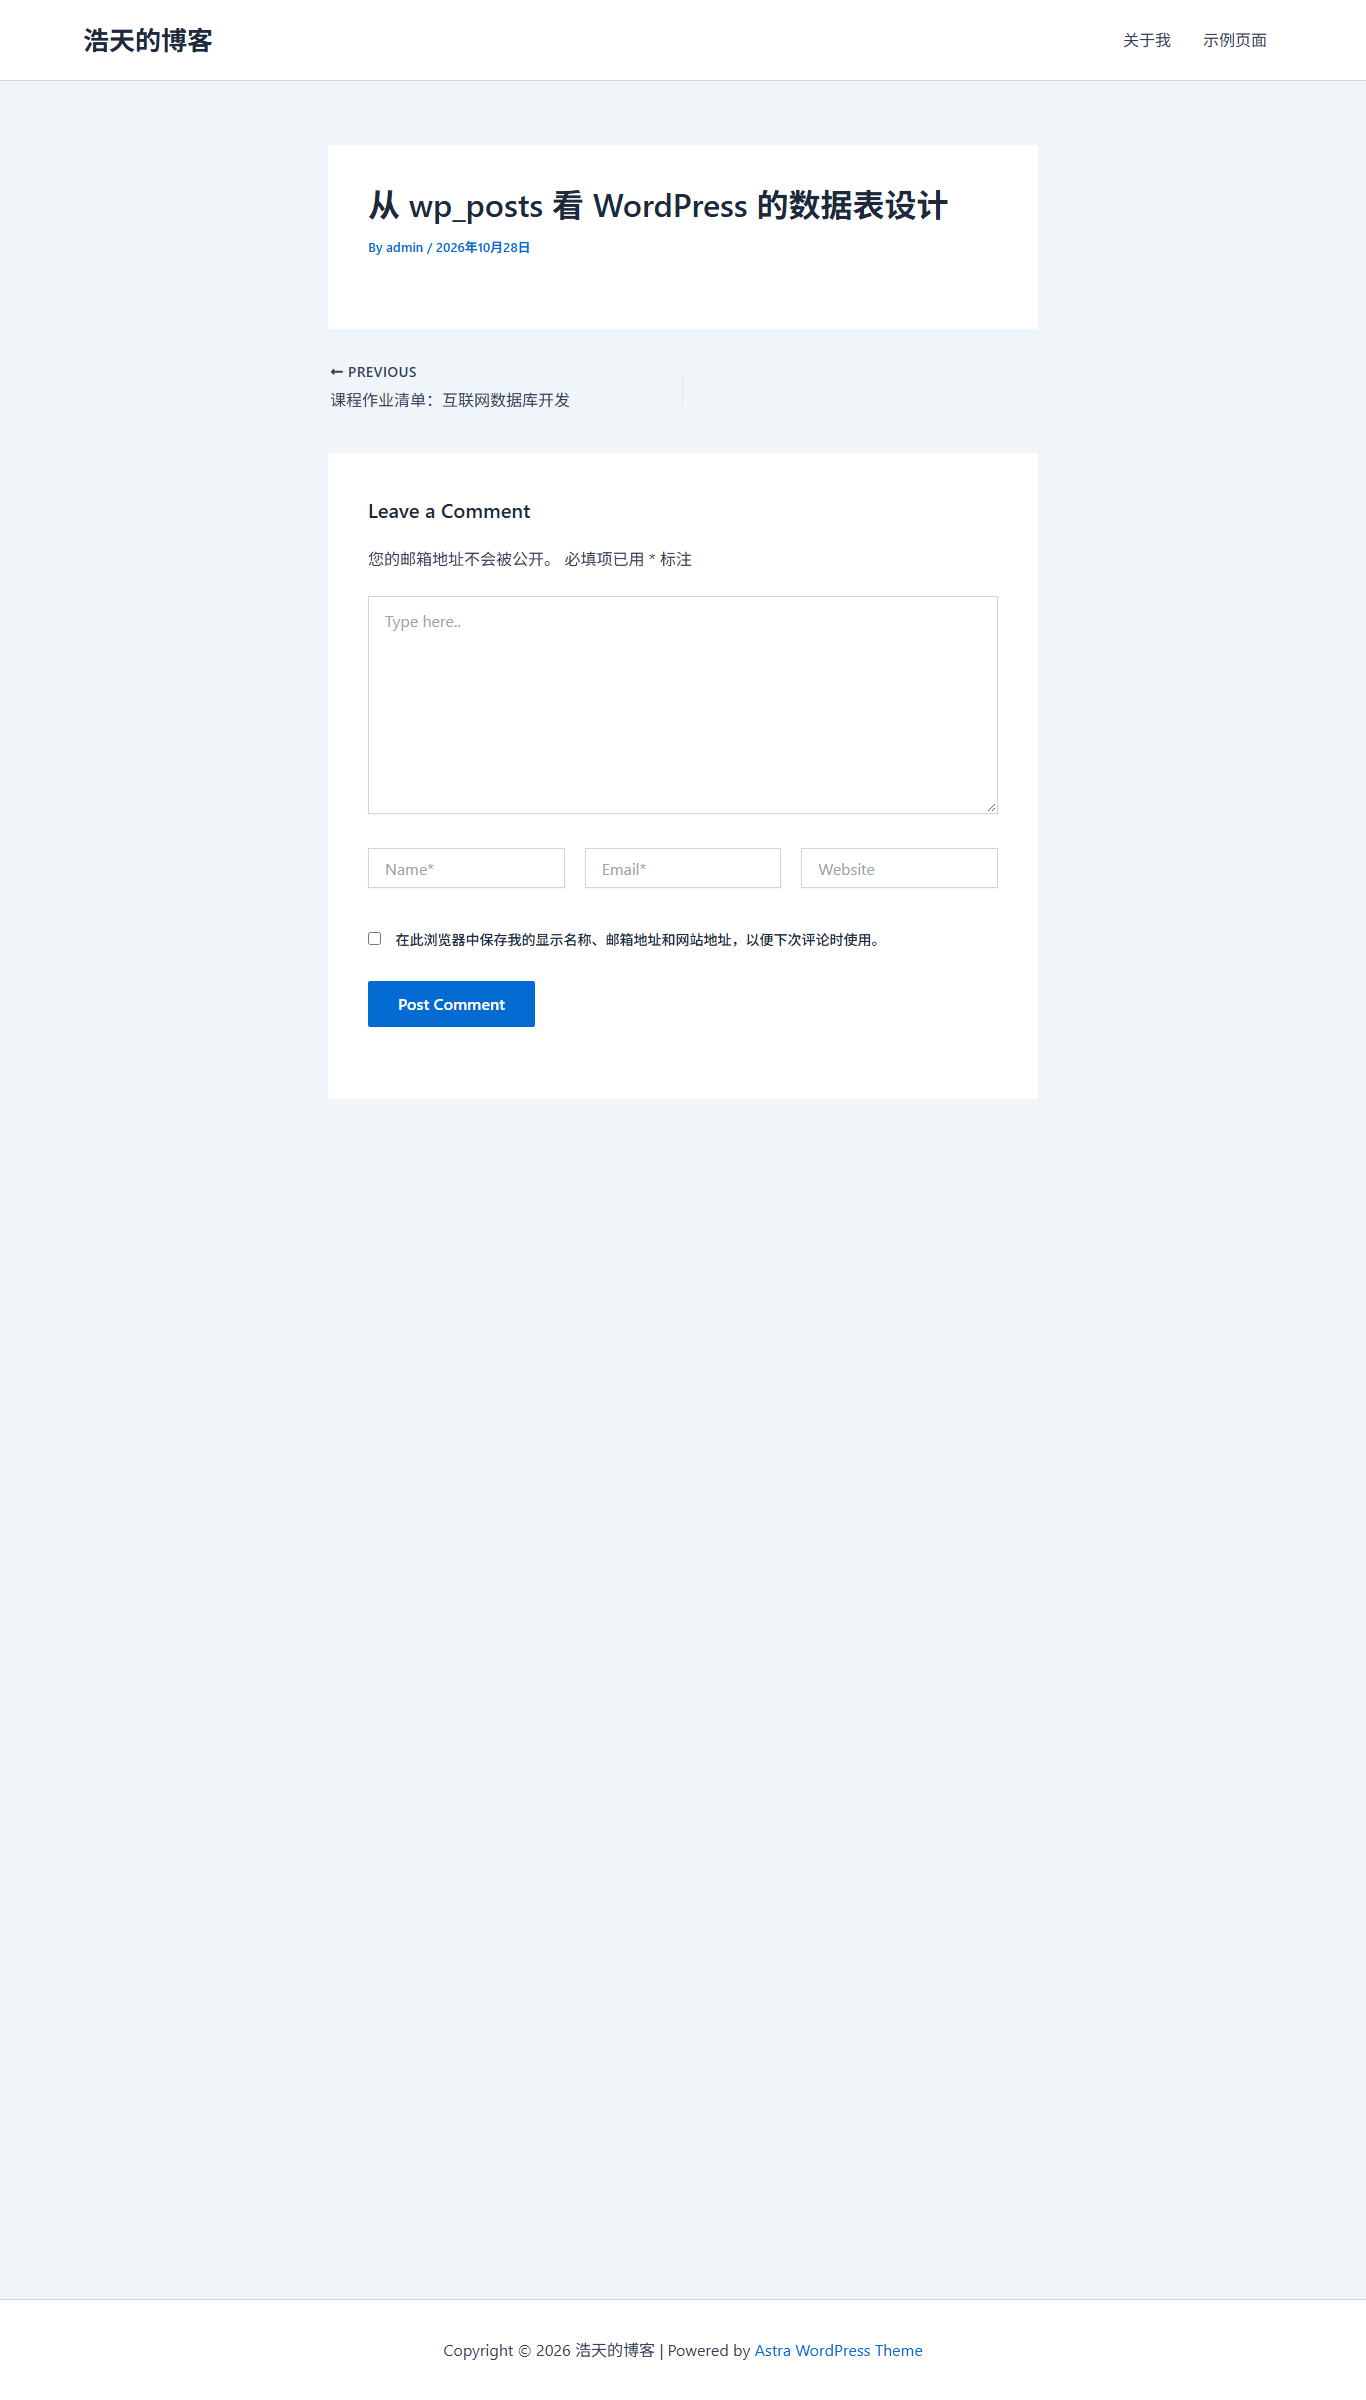 浩天的博客
关于我 示例页面
从 wp_posts 看 WordPress 的数据表设计
By admin / 2026年10月28日
← PREVIOUS
课程作业清单：互联网数据库开发
Leave a Comment
您的邮箱地址不会被公开。 必填项已用 * 标注
Type here..
Name* Email* Website
在此浏览器中保存我的显示名称、邮箱地址和网站地址，以便下次评论时使用。
Post Comment
Copyright © 2026 浩天的博客 | Powered by Astra WordPress Theme